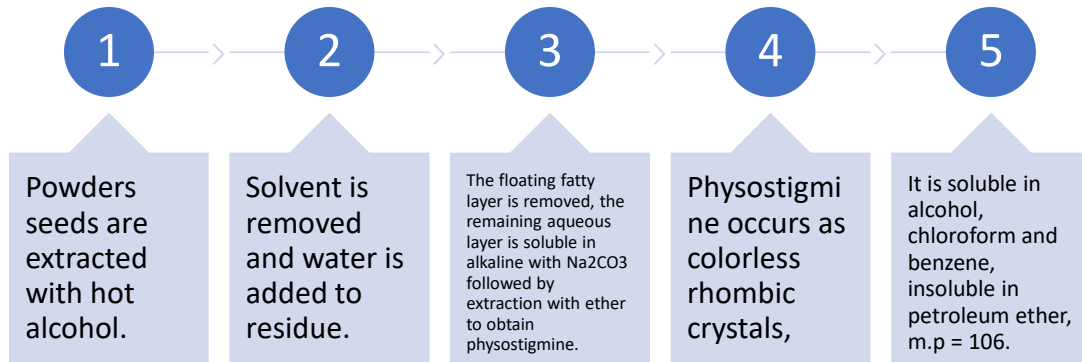 1
2
3
4
5
Powders
seeds are
extracted
with hot
alcohol.
Solvent is
removed
and water is
added to
residue.
The floating fatty
layer is removed, the
remaining aqueous
layer is soluble in
alkaline with Na2CO3
followed by
extraction with ether
to obtain
physostigmine.
Physostigmi
ne occurs as
colorless
rhombic
crystals,
It is soluble in
alcohol,
chloroform and
benzene,
insoluble in
petroleum ether,
m.p = 106.